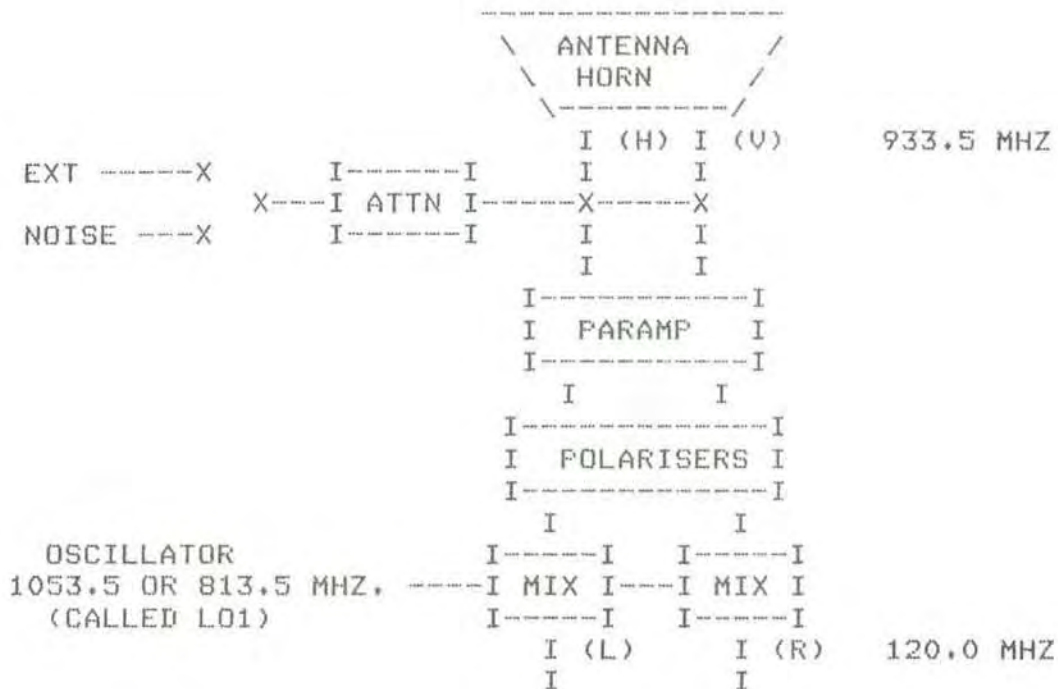 ANTENNA
HORN
I (H) I (V) 933.5 MHZ
EXT ------X I-------I I I
X---I ATTN I------X------X
NOISE ---X I-------I I I
I I
I-------------I
I PARAMP I
I-------------I
I I
I----------------I
I POLARISERS I
I----------------I
I I
OSCILLATOR I-------I I-------I
1053.5 OR 813.5 MHZ. -----I MIX I----I MIX I
(CALLED LO1) I-------I I-------I
I (L) I (R) 120.0 MHZ
I I